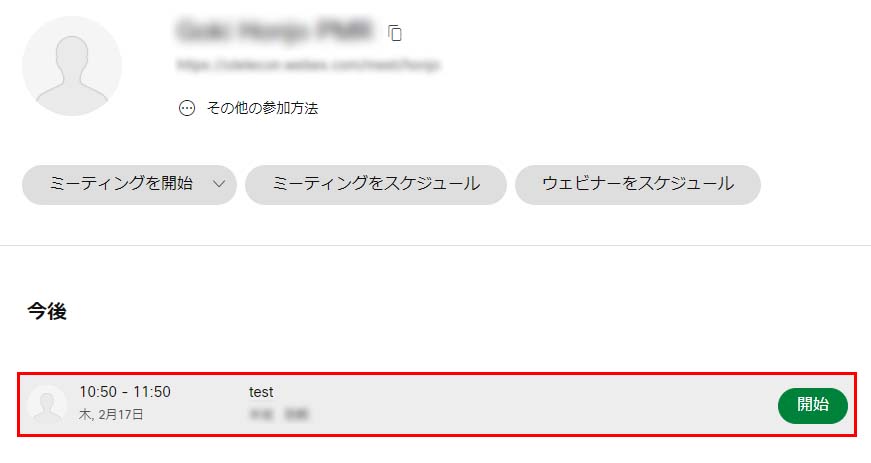 その他の参加方法
ミーティングを開始
ミーティングをスケジュール
ウェビナーをスケジュール
今後
10:50 - 11:50
test
木, 2月17日
開始